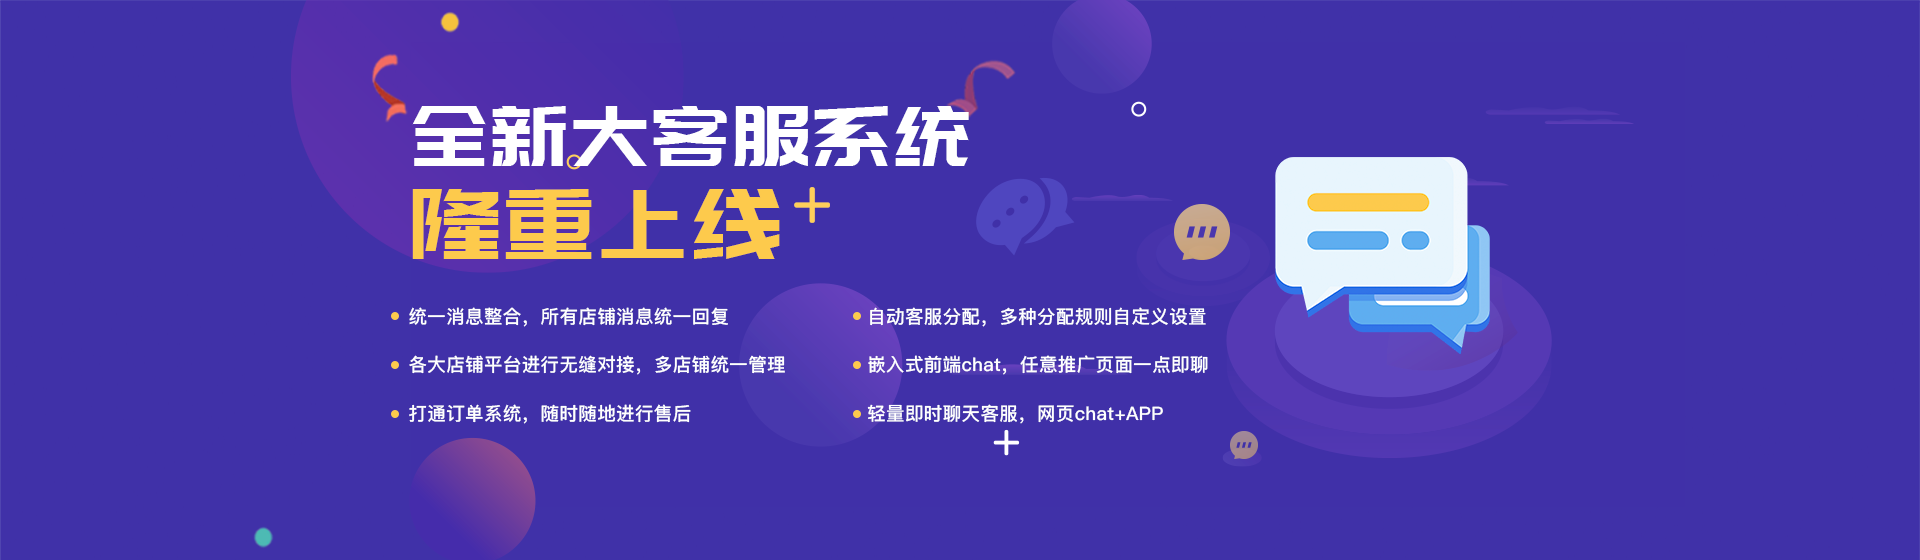 全新大客服系统
隆重上线
统一消息整合，所有店铺消息统一回复
各大店铺平台进行无缝对接，多店铺统一管理
打通订单系统，随时随地进行售后
自动客服分配，多种分配规则自定义设置
嵌入式前端chat，任意推广页面一点即聊
轻量即时聊天客服，网页chat+APP